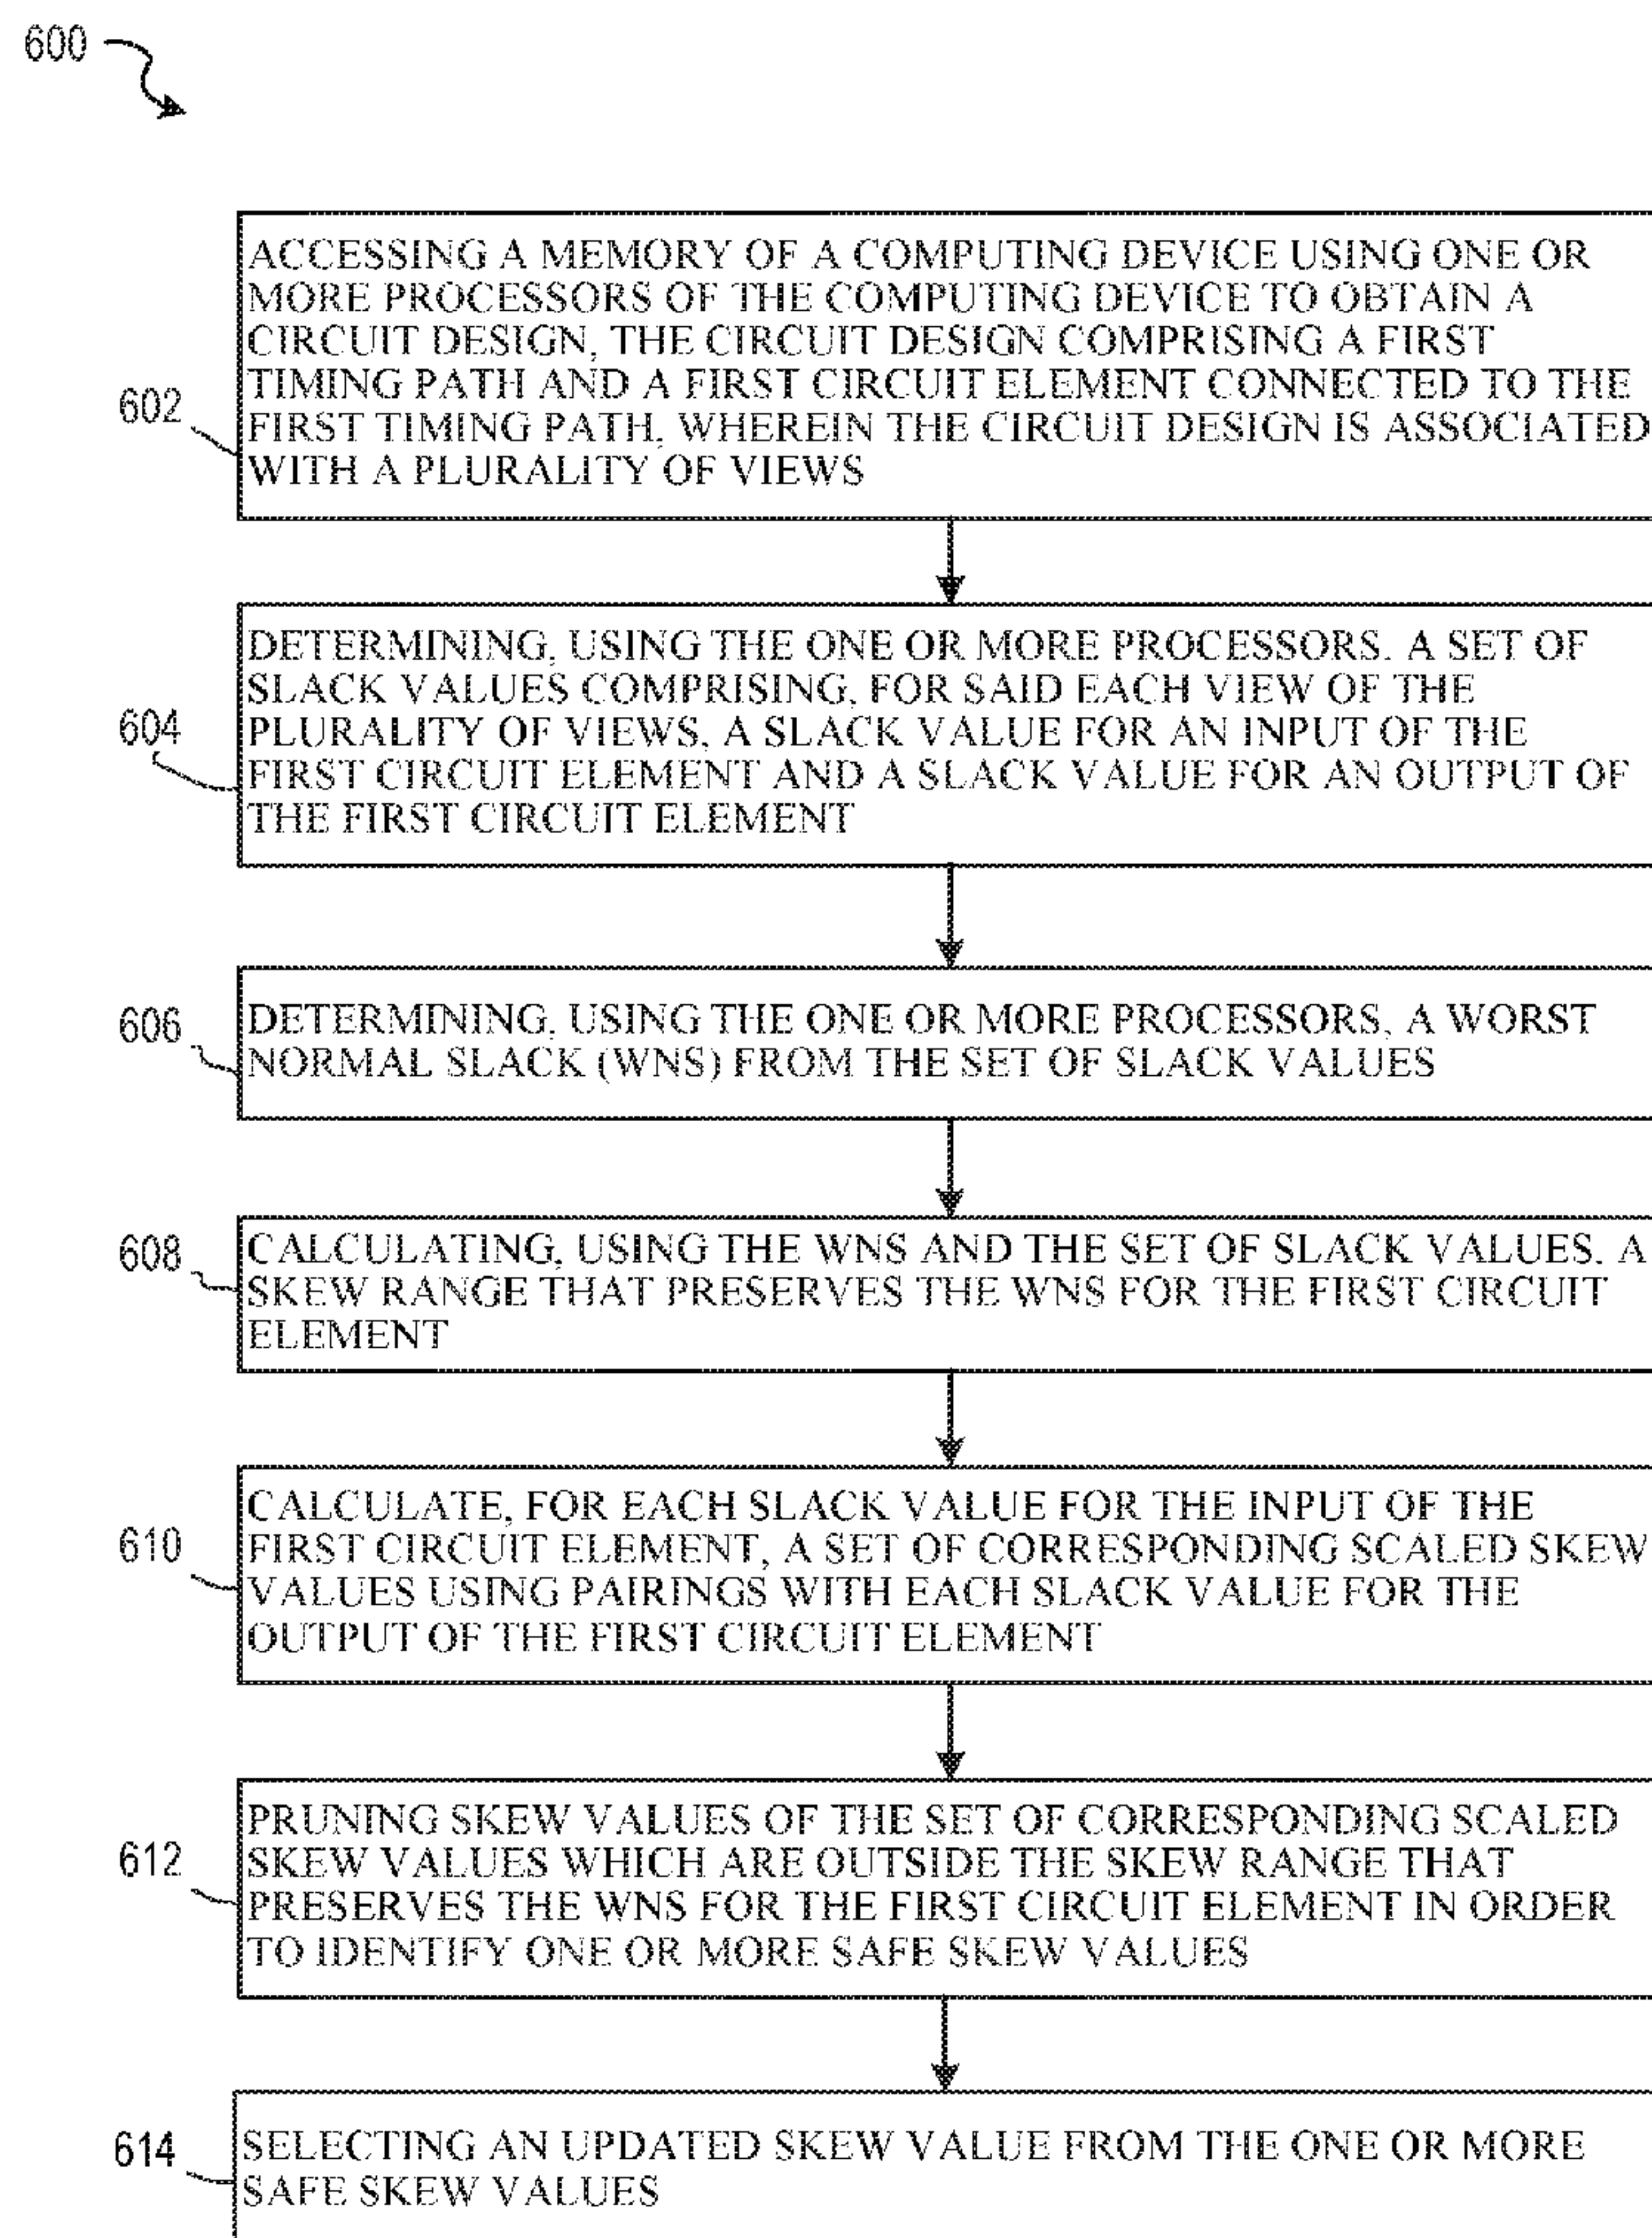 600
ACCESSING A MEMORY OF A COMPUTING DEVICE USING ONE OR
MORE PROCESSORS OF THE COMPUTING DEVICE TO OBTAIN A
CIRCUIT DESIGN, THE CIRCUIT DESIGN COMPRISING A FIRST
TIMING PATH AND A FIRST CIRCUIT ELEMENT CONNECTED TO THE
602
FIRST TIMING PATH, WHEREIN THE CIRCUIT DESIGN IS ASSOCIATED
WITH A PLURALITY OF VIEWS
DETERMINING, USING THE ONE OR MORE PROCESSORS. A SET OF
SLACK VALUES COMPRISING, FOR SAID EACH VIEW OF THE
604
PLURALITY OF VIEWS, A SLACK VALUE FOR AN INPUT OF THE
FIRST CIRCUIT ELEMENT AND A SLACK VALUE FOR AN OUTPUT OF
THE FIRST CIRCUIT ELEMENT
606
DETERMINING, USING THE ONE OR MORE PROCESSORS, A WORST
NORMAL SLACK (WNS) FROM THE SET OF SLACK VALUES
608
CALCULATING, USING THE WNS AND THE SET OF SLACK VALUES. A
SKEW RANGE THAT PRESERVES THE WNS FOR THE FIRST CIRCUIT
ELEMENT
CALCULATE, FOR EACH SLACK VALUE FOR THE INPUT OF THE
610
FIRST CIRCUIT ELEMENT, A SET OF CORRESPONDING SCALED SKEW
VALUES USING PAIRINGS WITH EACH SLACK VALUE FOR THE
OUTPUT OF THE FIRST CIRCUIT ELEMENT
PRUNING SKEW VALUES OF THE SET OF CORRESPONDING SCALED
612
SKEW VALUES WHICH ARE OUTSIDE THE SKEW RANGE THAT
PRESERVES THE WNS FOR THE FIRST CIRCUIT ELEMENT IN ORDER
TO IDENTIFY ONE OR MORE SAFE SKEW VALUES
614
SELECTING AN UPDATED SKEW VALUE FROM THE ONE OR MORE
SAFE SKEW VALUES